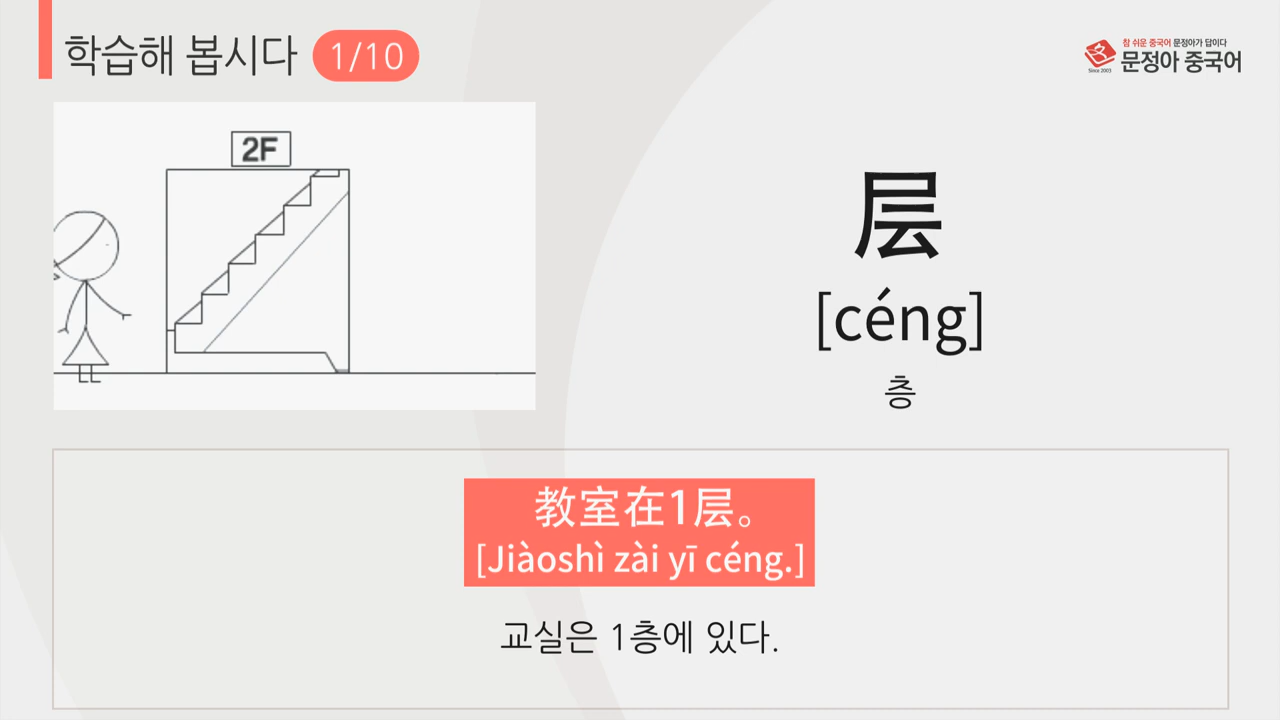 학습해 봅시다 1/10
참 쉬운 중국어 문정아가 답이다
문정아 중국어
Since 2003
2F
层
[céng]
층
教室在1层。
[Jiàoshì zài yī céng.]
교실은 1층에 있다.